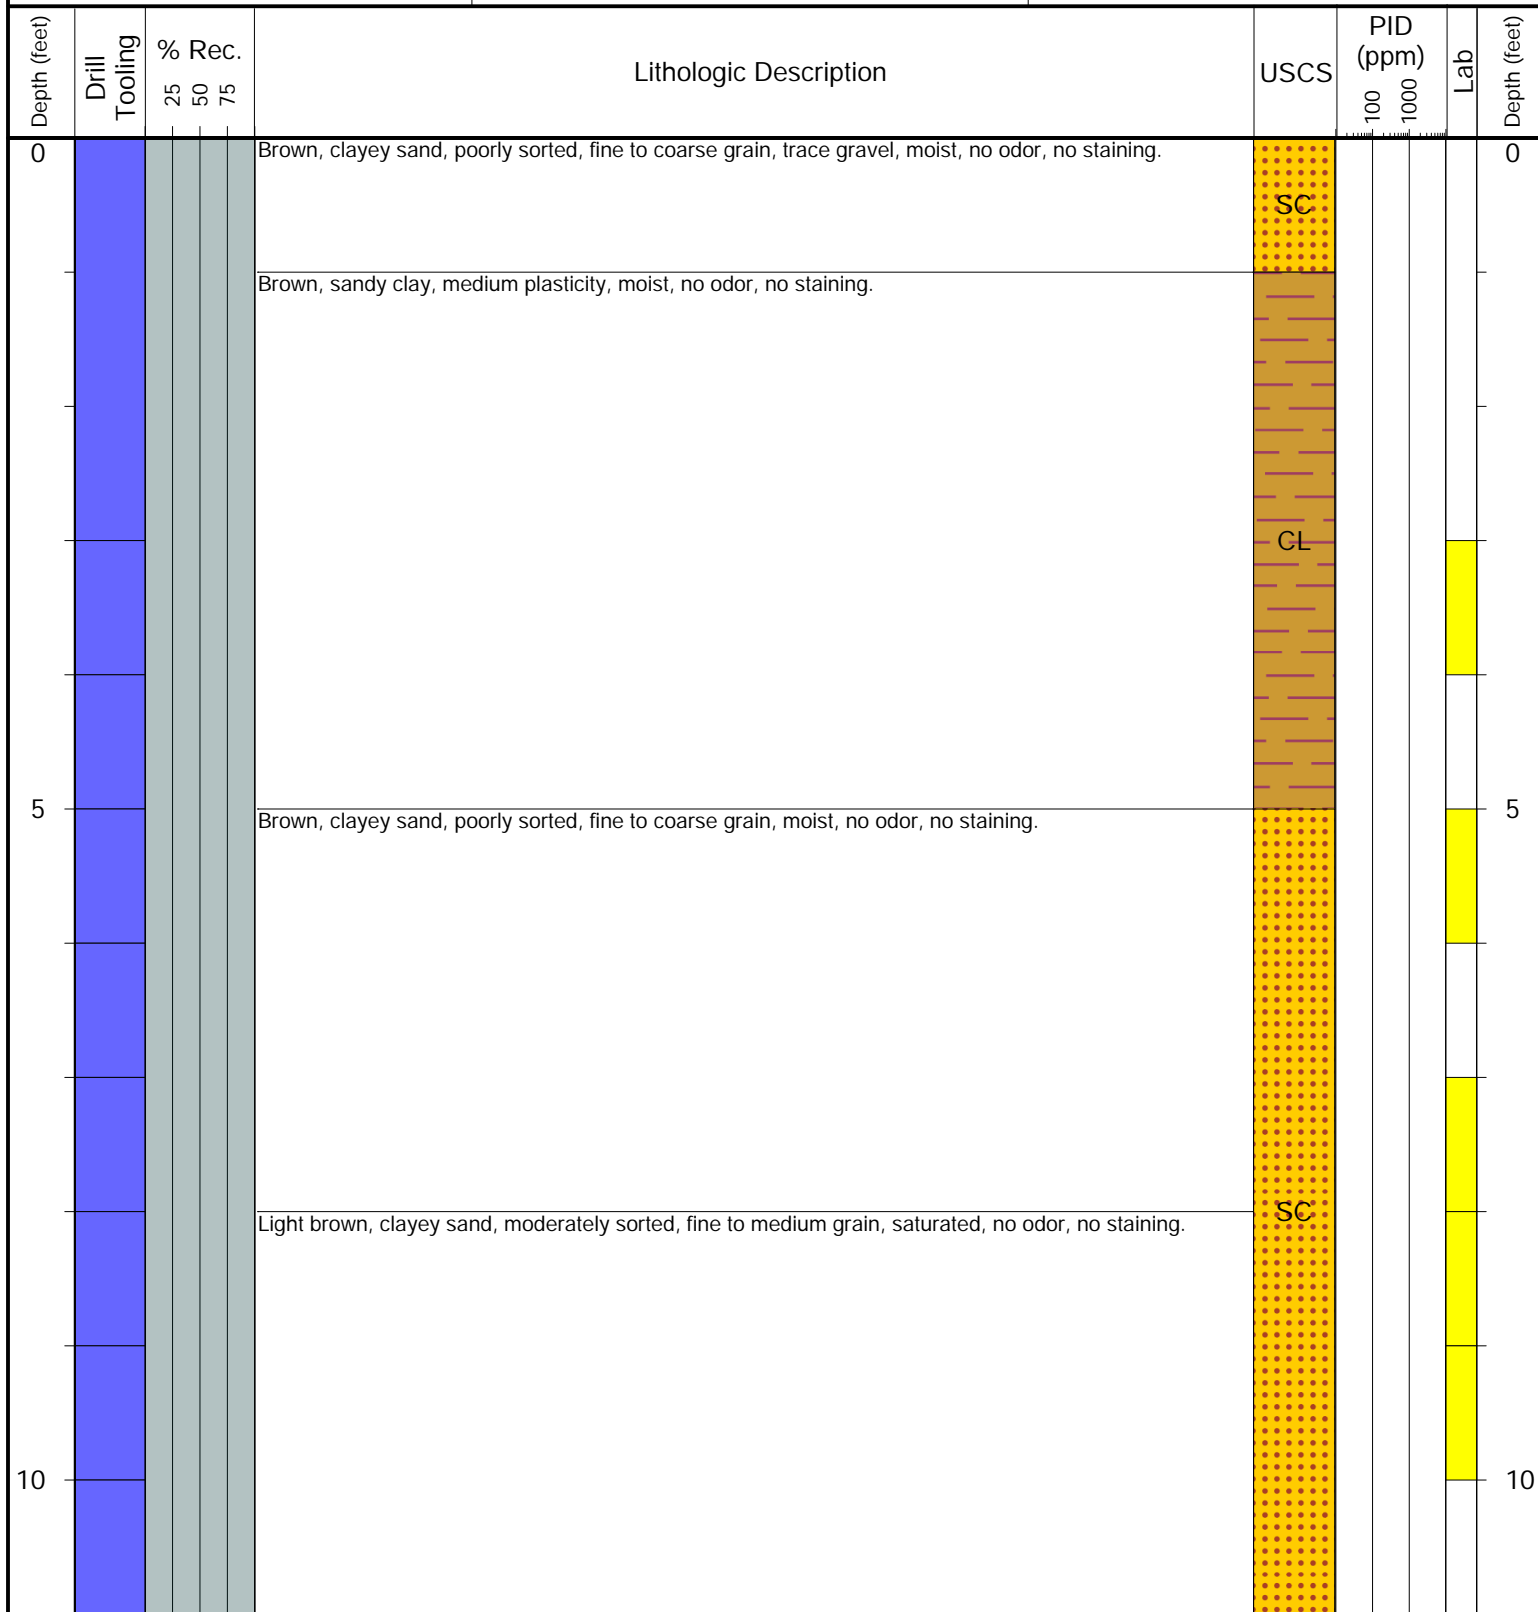 Depth (feet)
Drill
Tooling
% Rec.
25
50
75
Lithologic Description
USCS
PID
(ppm)
100
1000
Lab
Depth (feet)
0
Brown, clayey sand, poorly sorted, fine to coarse grain, trace gravel, moist, no odor, no staining.
0
SC
Brown, sandy clay, medium plasticity, moist, no odor, no staining.
CL
5
5
Brown, clayey sand, poorly sorted, fine to coarse grain, moist, no odor, no staining.
SC
Light brown, clayey sand, moderately sorted, fine to medium grain, saturated, no odor, no staining.
10
10